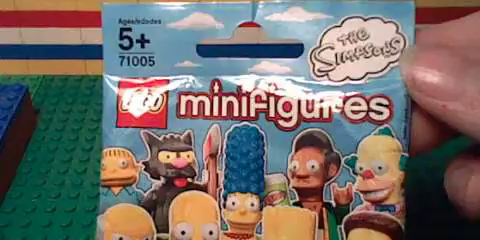 Ages/edades
5+
71005
THE
SIMPSONS
LEGO
minifigures